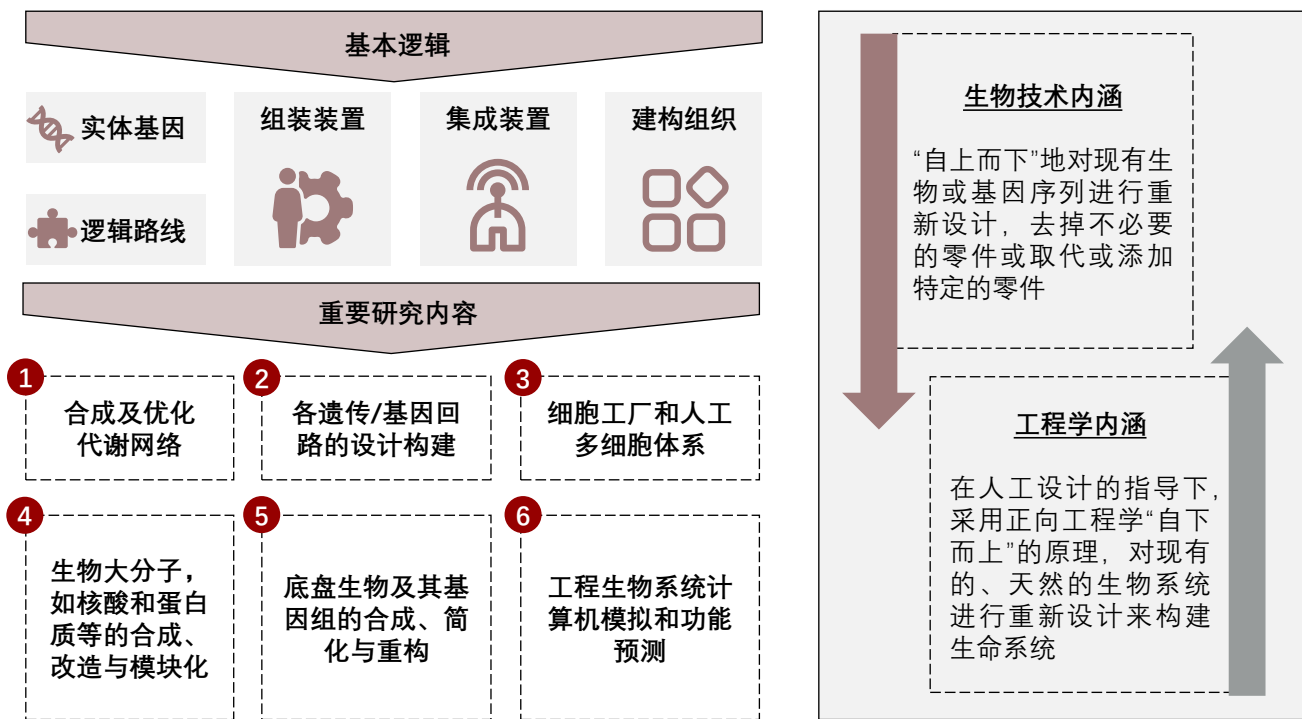 基本逻辑
实体基因
逻辑路线
组装装置
集成装置
建构组织
重要研究内容
1
合成及优化
代谢网络
2
各遗传/基因回
路的设计构建
3
细胞工厂和人工
多细胞体系
4
生物大分子，
如核酸和蛋白
质等的合成、
改造与模块化
5
底盘生物及其基
因组的合成、简
化与重构
6
工程生物系统计
算机模拟和功能
预测
生物技术内涵
“自上而下”地对现有生
物或基因序列进行重
新设计，去掉不必要
的零件或取代或添加
特定的零件
工程学内涵
在人工设计的指导下，
采用正向工程学“自下
而上”的原理，对现有
的、天然的生物系统
进行重新设计来构建
生命系统